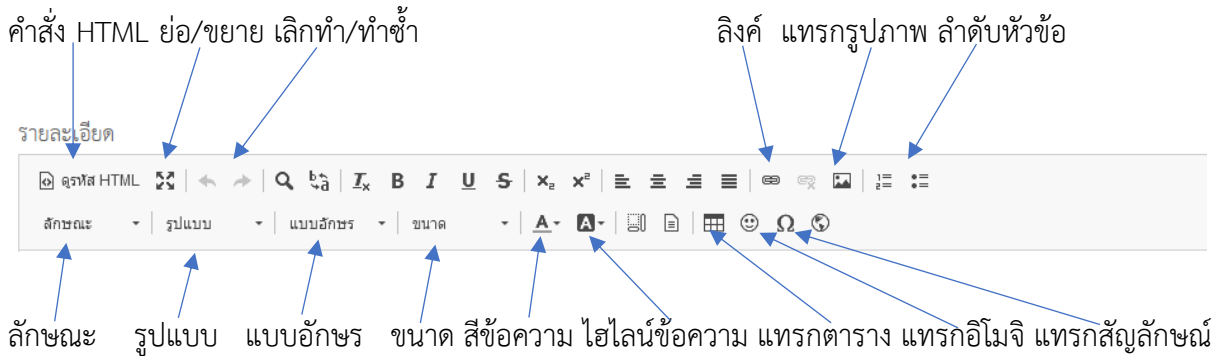 คำสั่ง HTML ย่อ/ขยาย เลิกทำ/ทำซ้ำ ลิงค์ แทรกรูปภาพ ลำดับหัวข้อ
รายละเอียด
ดูรหัส HTML
ลักษณะ รูปแบบ แบบอักษร ขนาด
ลักษณะ รูปแบบ แบบอักษร ขนาด สีข้อความ ไฮไลน์ข้อความ แทรกตาราง แทรกอิโมจิ แทรกสัญลักษณ์